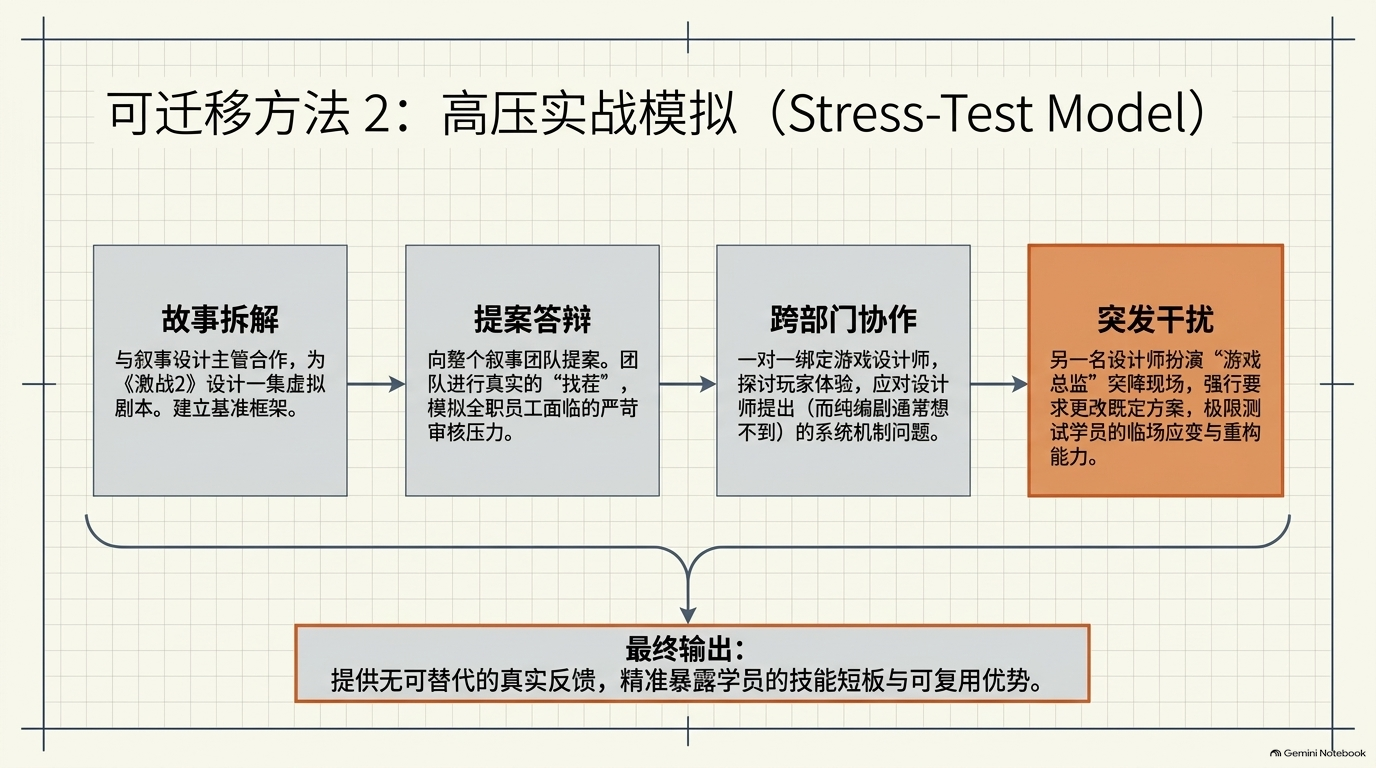 可迁移方法 2：高压实战模拟（Stress-Test Model）
故事拆解
与叙事设计主管合作，为
《激战2》设计一集虚拟
剧本。建立基准框架。
提案答辩
向整个叙事团队提案。团
队进行真实的“找茬”，
模拟全职员工面临的严苛
审核压力。
跨部门协作
一对一绑定游戏设计师，
探讨玩家体验，应对设计
师提出（而纯编剧通常想
不到）的系统机制问题。
突发干扰
另一名设计师扮演“游戏
总监”突降现场，强行要
求更改既定方案，极限测
试学员的临场应变与重构
能力。
最终输出：
提供无可替代的真实反馈，精准暴露学员的技能短板与可复用优势。
Gemini Notebook